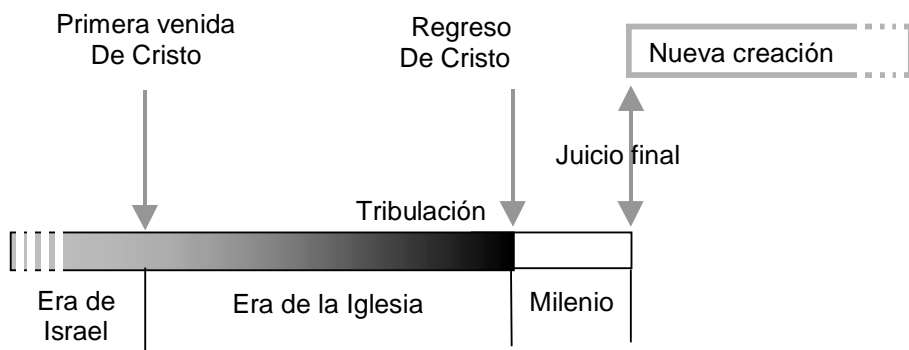 Primera venida
De Cristo
Regreso
De Cristo
Nueva creación
Juicio final
Tribulación
Era de
Israel
Era de la Iglesia
Milenio